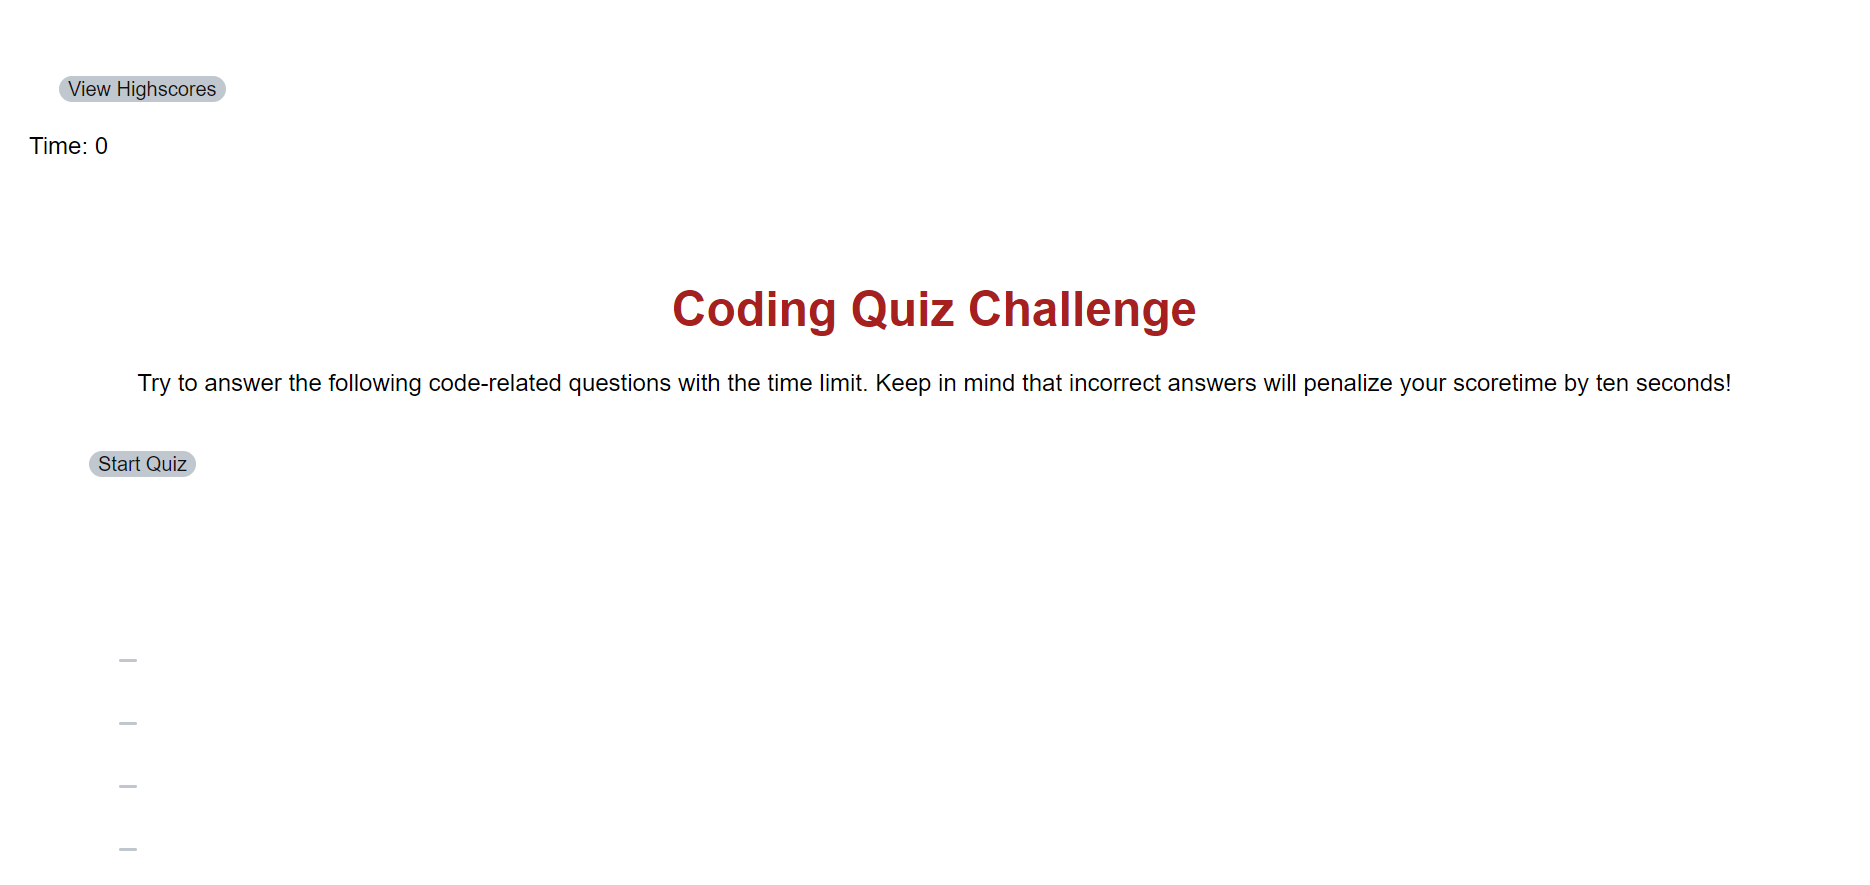 View Highscores
Time: 0
Coding Quiz Challenge
Try to answer the following code-related questions with the time limit. Keep in mind that incorrect answers will penalize your scoretime by ten seconds!
Start Quiz